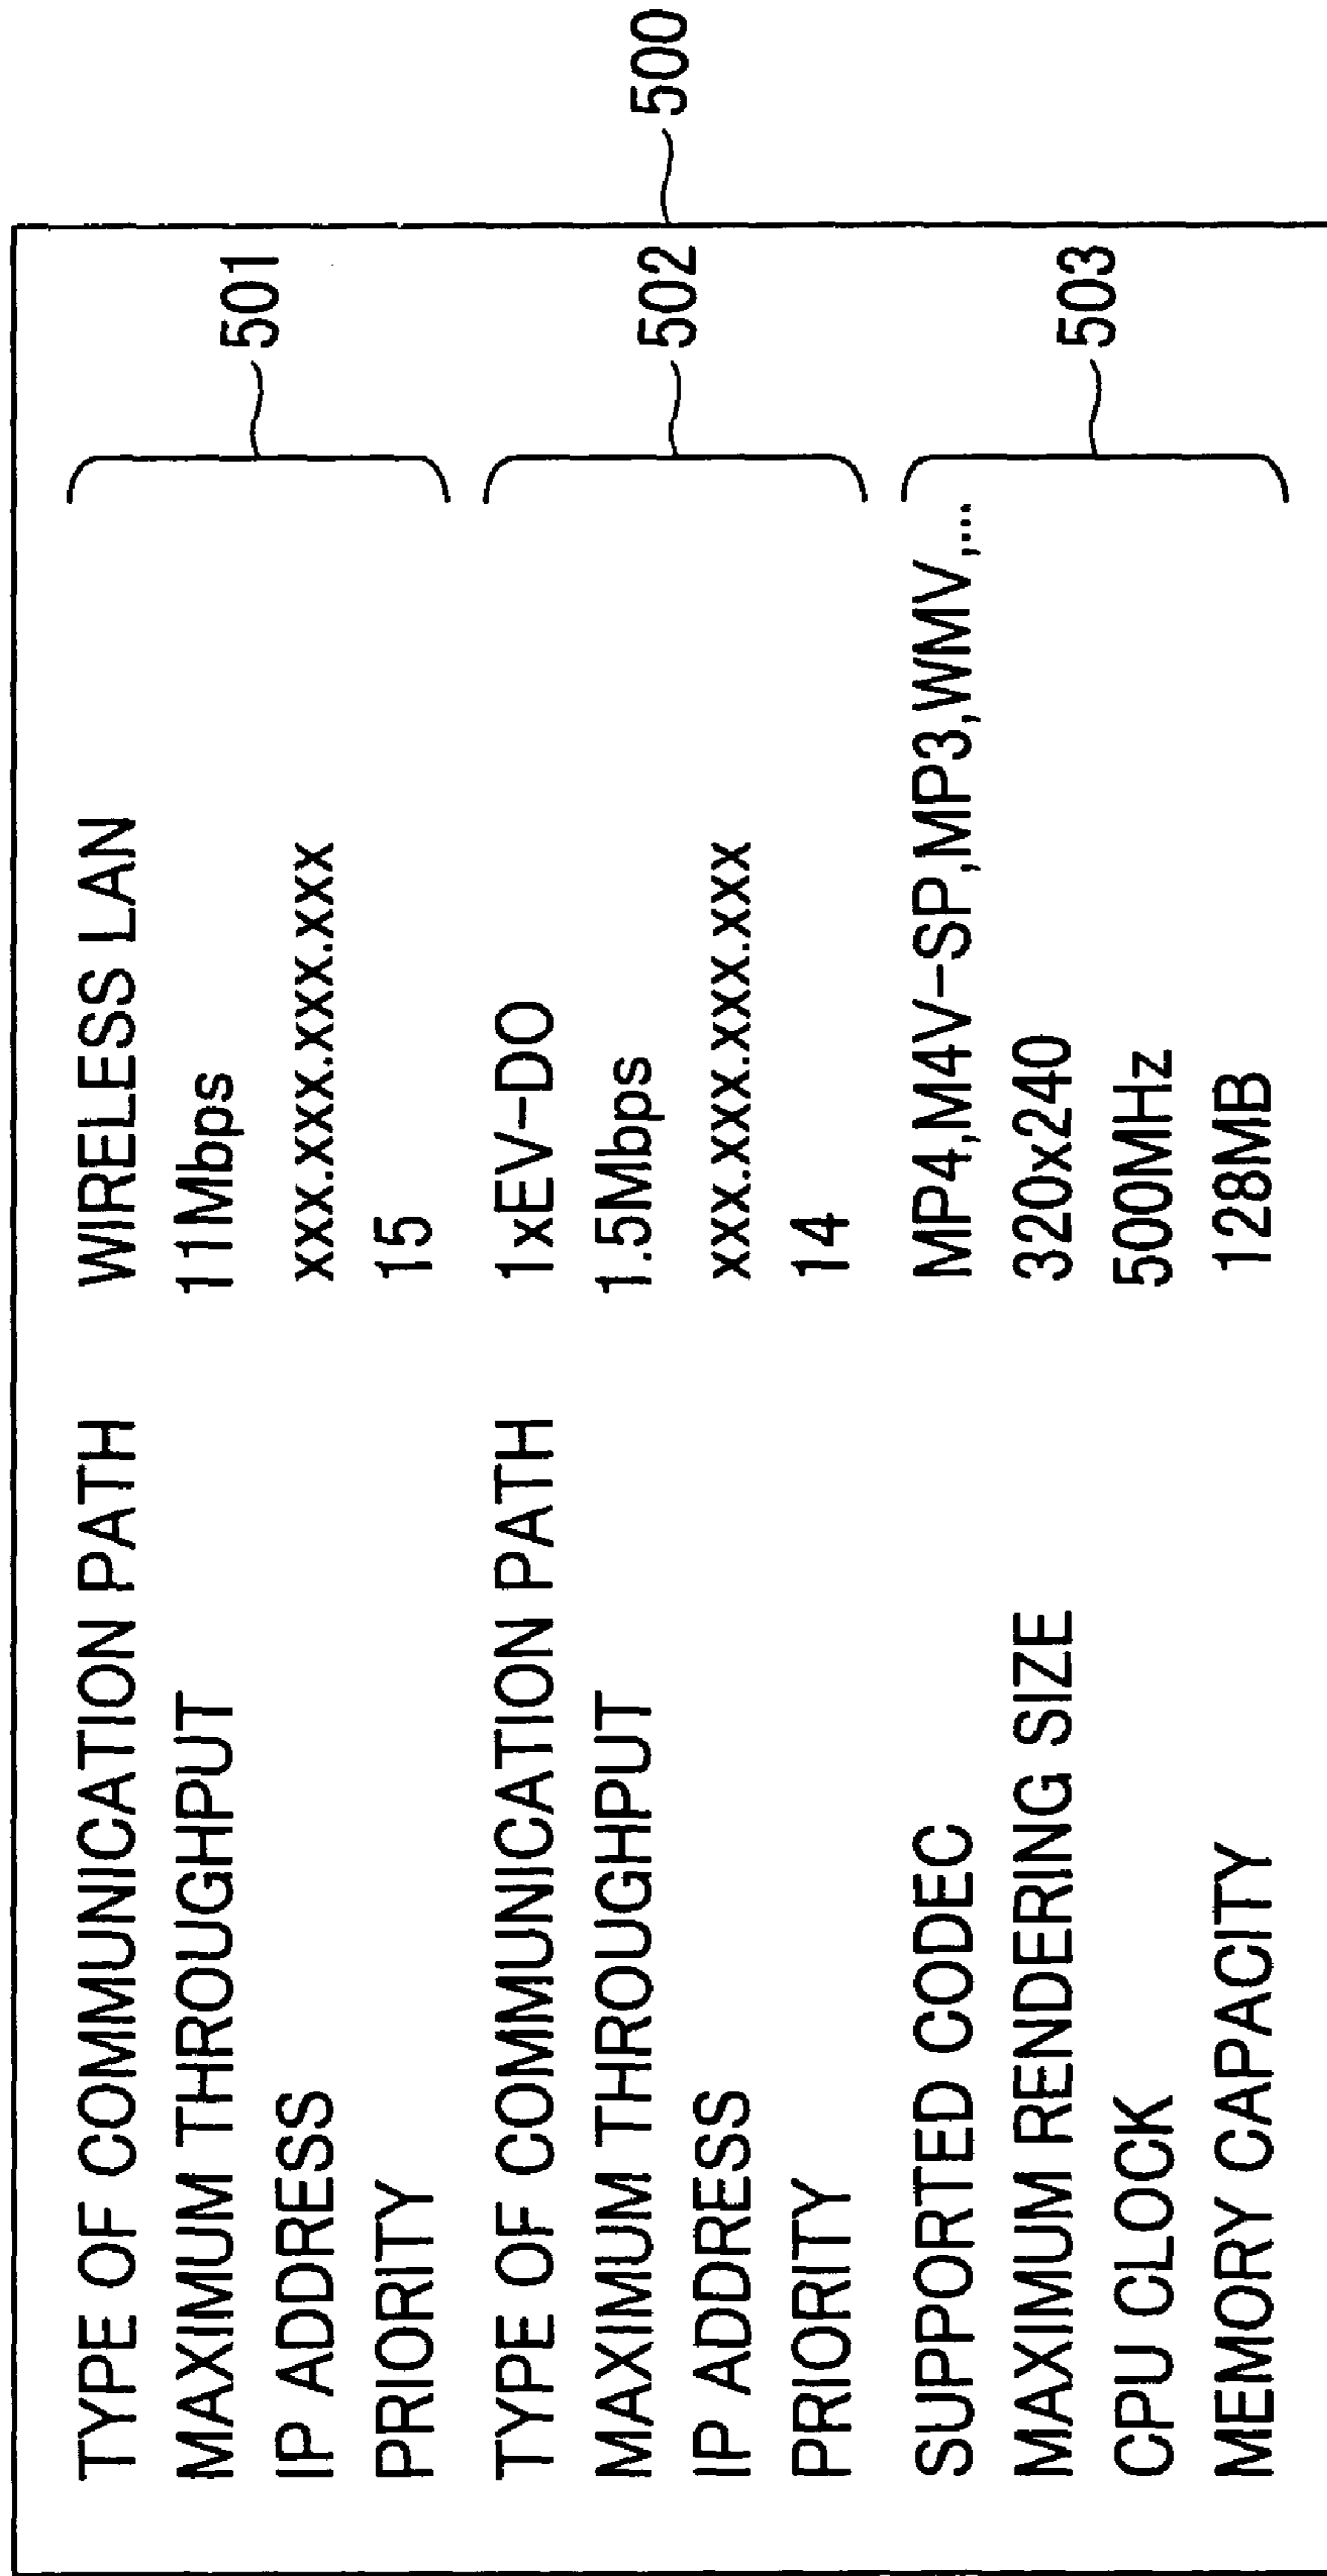 TYPE OF COMMUNICATION PATH WIRELESS LAN
MAXIMUM THROUGHPUT 11Mbps
IP ADDRESS xxx.xxx.xxx.xxx
PRIORITY 15
501
TYPE OF COMMUNICATION PATH 1xEV-DO
MAXIMUM THROUGHPUT 1.5Mbps
IP ADDRESS xxx.xxx.xxx.xxx
PRIORITY 14
502
500
SUPPORTED CODEC MP4,M4V-SP,MP3,WMV,...
MAXIMUM RENDERING SIZE 320x240
CPU CLOCK 500MHz
MEMORY CAPACITY 128MB
503